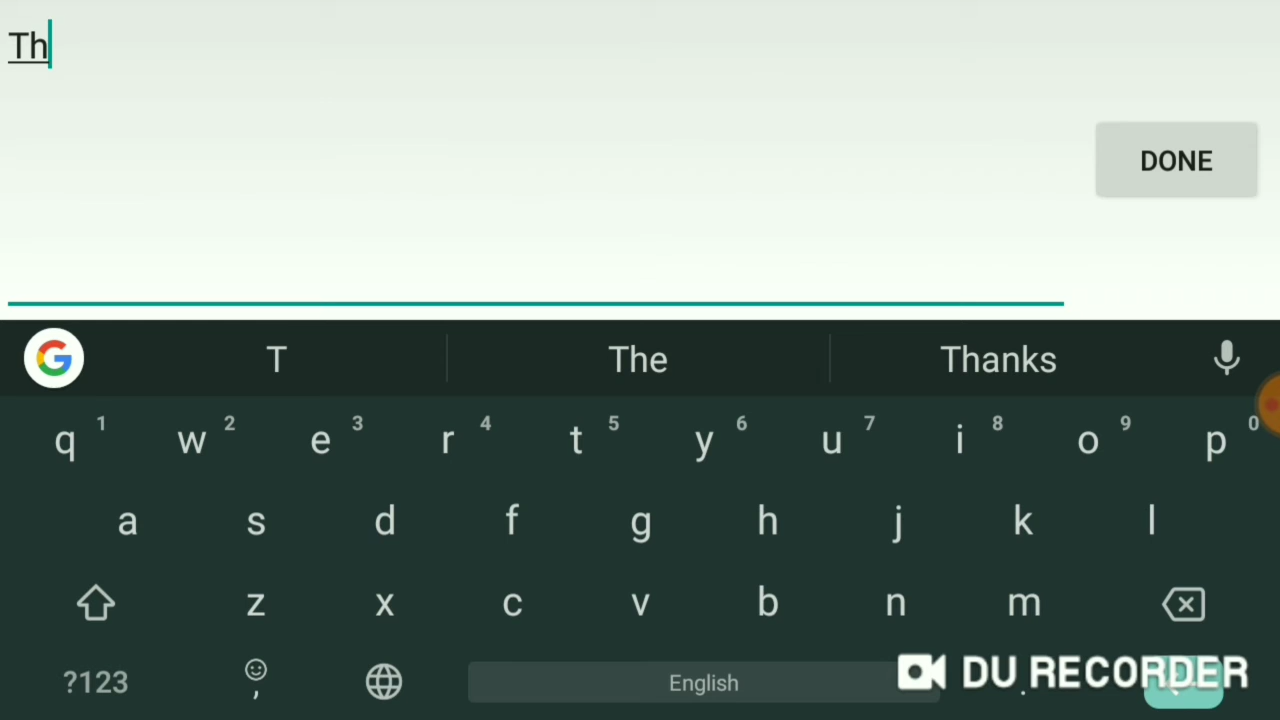 Th
DONE
T The Thanks
q 1 w 2 e 3 r 4 t 5 y 6 u 7 i 8 o 9 p 0
a s d f g h j k l
z x c v b n m
?123 , English .
DU RECORDER